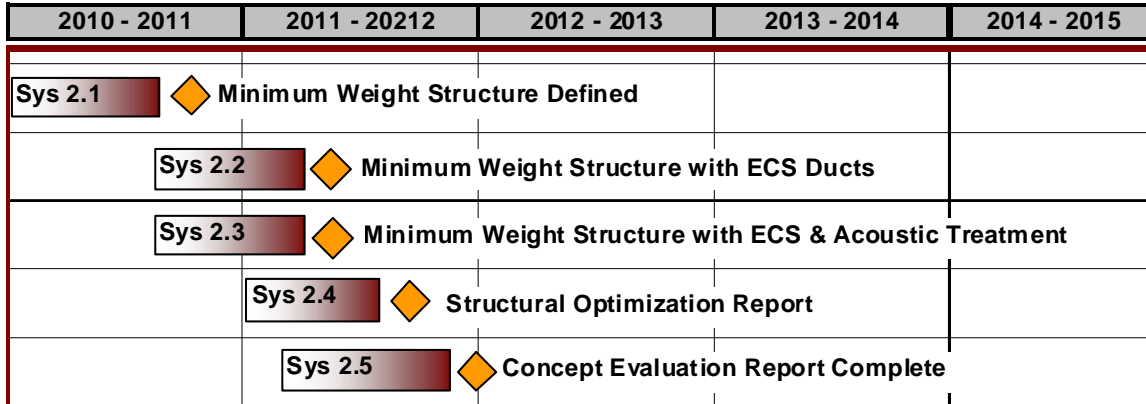 2010 - 2011 2011 - 20212 2012 - 2013 2013 - 2014 2014 - 2015
Sys 2.1 Minimum Weight Structure Defined
Sys 2.2 Minimum Weight Structure with ECS Ducts
Sys 2.3 Minimum Weight Structure with ECS & Acoustic Treatment
Sys 2.4 Structural Optimization Report
Sys 2.5 Concept Evaluation Report Complete